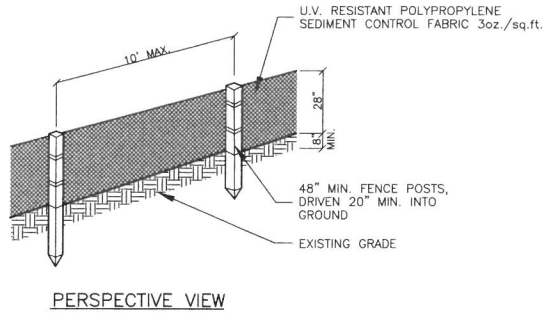 U.V. RESISTANT POLYPROPYLENE
SEDIMENT CONTROL FABRIC 3oz./sq.ft.
10' MAX.
28"
8"
MIN.
48" MIN. FENCE POSTS,
DRIVEN 20" MIN. INTO
GROUND
EXISTING GRADE
PERSPECTIVE VIEW